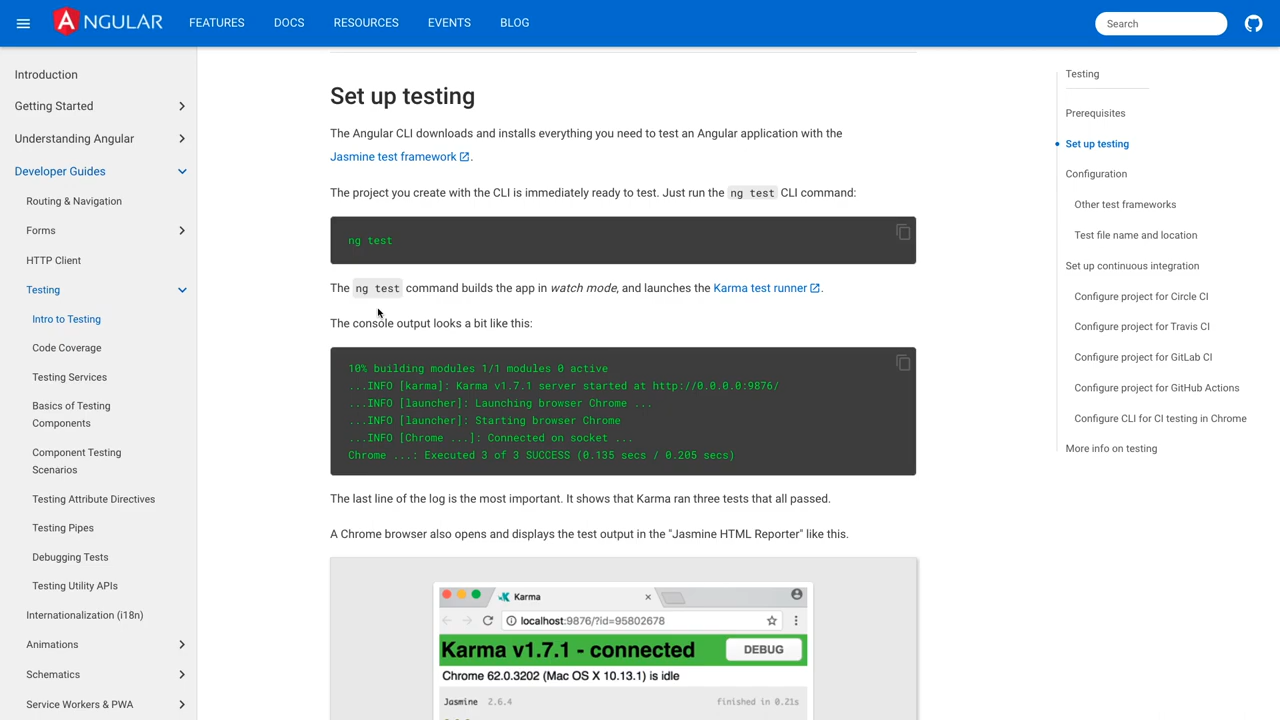 ANGULAR
FEATURES
DOCS
RESOURCES
EVENTS
BLOG
Search
Introduction
Getting Started
Understanding Angular
Developer Guides
Routing & Navigation
Forms
HTTP Client
Testing
Intro to Testing
Code Coverage
Testing Services
Basics of Testing
Components
Component Testing
Scenarios
Testing Attribute Directives
Testing Pipes
Debugging Tests
Testing Utility APIs
Internationalization (i18n)
Animations
Schematics
Service Workers & PWA
Set up testing
The Angular CLI downloads and installs everything you need to test an Angular application with the
Jasmine test framework.
The project you create with the CLI is immediately ready to test. Just run the ng test CLI command:
ng test
The ng test command builds the app in watch mode, and launches the Karma test runner.
The console output looks a bit like this:
10% building modules 1/1 modules 0 active
...INFO [karma]: Karma v1.7.1 server started at http://0.0.0.0:9876/
...INFO [launcher]: Launching browser Chrome ...
...INFO [launcher]: Starting browser Chrome
...INFO [Chrome ...]: Connected on socket ...
Chrome ...: Executed 3 of 3 SUCCESS (0.135 secs / 0.205 secs)
The last line of the log is the most important. It shows that Karma ran three tests that all passed.
A Chrome browser also opens and displays the test output in the "Jasmine HTML Reporter" like this.
Karma
localhost:9876/?id=95802678
Karma v1.7.1 - connected
DEBUG
Chrome 62.0.3202 (Mac OS X 10.13.1) is idle
Jasmine 2.6.4
finished in 0.21s
Testing
Prerequisites
Set up testing
Configuration
Other test frameworks
Test file name and location
Set up continuous integration
Configure project for Circle CI
Configure project for Travis CI
Configure project for GitLab CI
Configure project for GitHub Actions
Configure CLI for CI testing in Chrome
More info on testing